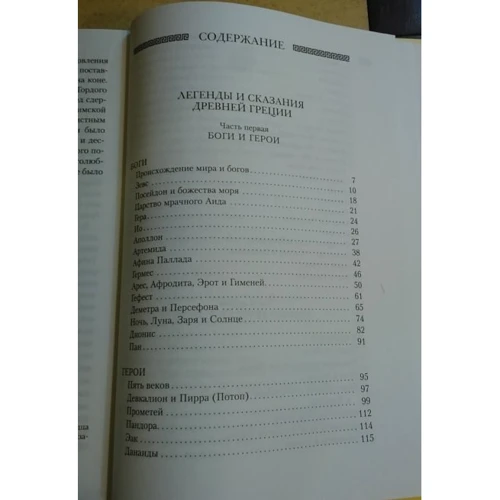 СОДЕРЖАНИЕ
ЛЕГЕНДЫ И СКАЗАНИЯ
ДРЕВНЕЙ ГРЕЦИИ
Часть первая
БОГИ И ГЕРОИ
БОГИ
Происхождение мира и богов 7
Зевс 10
Посейдон и божества моря 18
Царство мрачного Аида 21
Гера 24
Ио 26
Аполлон 27
Артемида 38
Афина Паллада 42
Гермес 46
Арес, Афродита, Эрот и Гименей 50
Гефест 61
Деметра и Персефона 65
Ночь, Луна, Заря и Солнце 74
Дионис 82
Пан 91
ГЕРОИ
Пять веков 95
Девкалион и Пирра (Потоп) 97
Прометей 99
Пандора 112
Эак 114
Данаиды 115